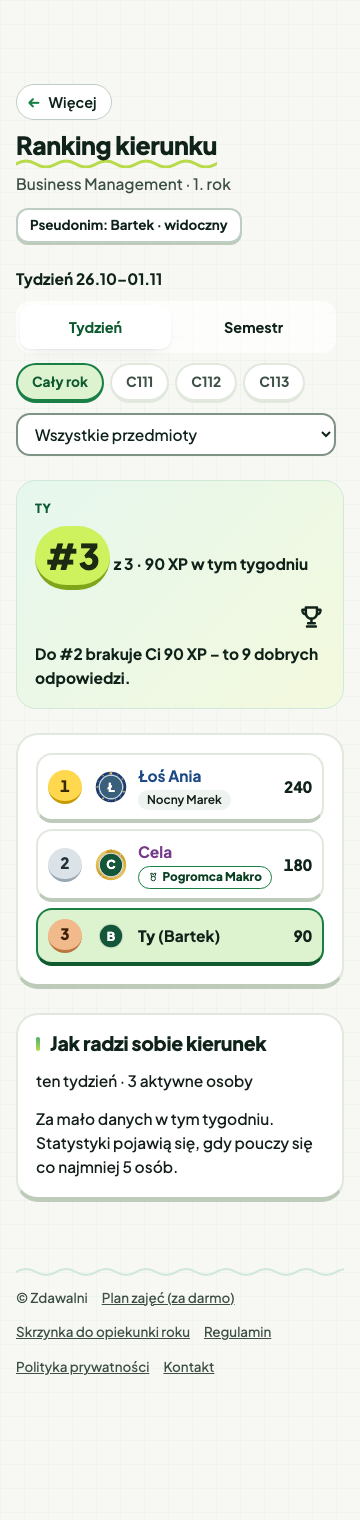 ← Więcej
Ranking kierunku
Business Management · 1. rok
Pseudonim: Bartek · widoczny
Tydzień 26.10–01.11
Tydzień Semestr
Cały rok C111 C112 C113
Wszystkie przedmioty
TY
#3 z 3 · 90 XP w tym tygodniu
Do #2 brakuje Ci 90 XP – to 9 dobrych
odpowiedzi.
1 Ł Łoś Ania 240
Nocny Marek
2 C Cela 180
Pogromca Makro
3 B Ty (Bartek) 90
Jak radzi sobie kierunek
ten tydzień · 3 aktywne osoby
Za mało danych w tym tygodniu.
Statystyki pojawią się, gdy pouczy się
co najmniej 5 osób.
© Zdawalni Plan zajęć (za darmo)
Skrzynka do opiekunki roku Regulamin
Polityka prywatności Kontakt